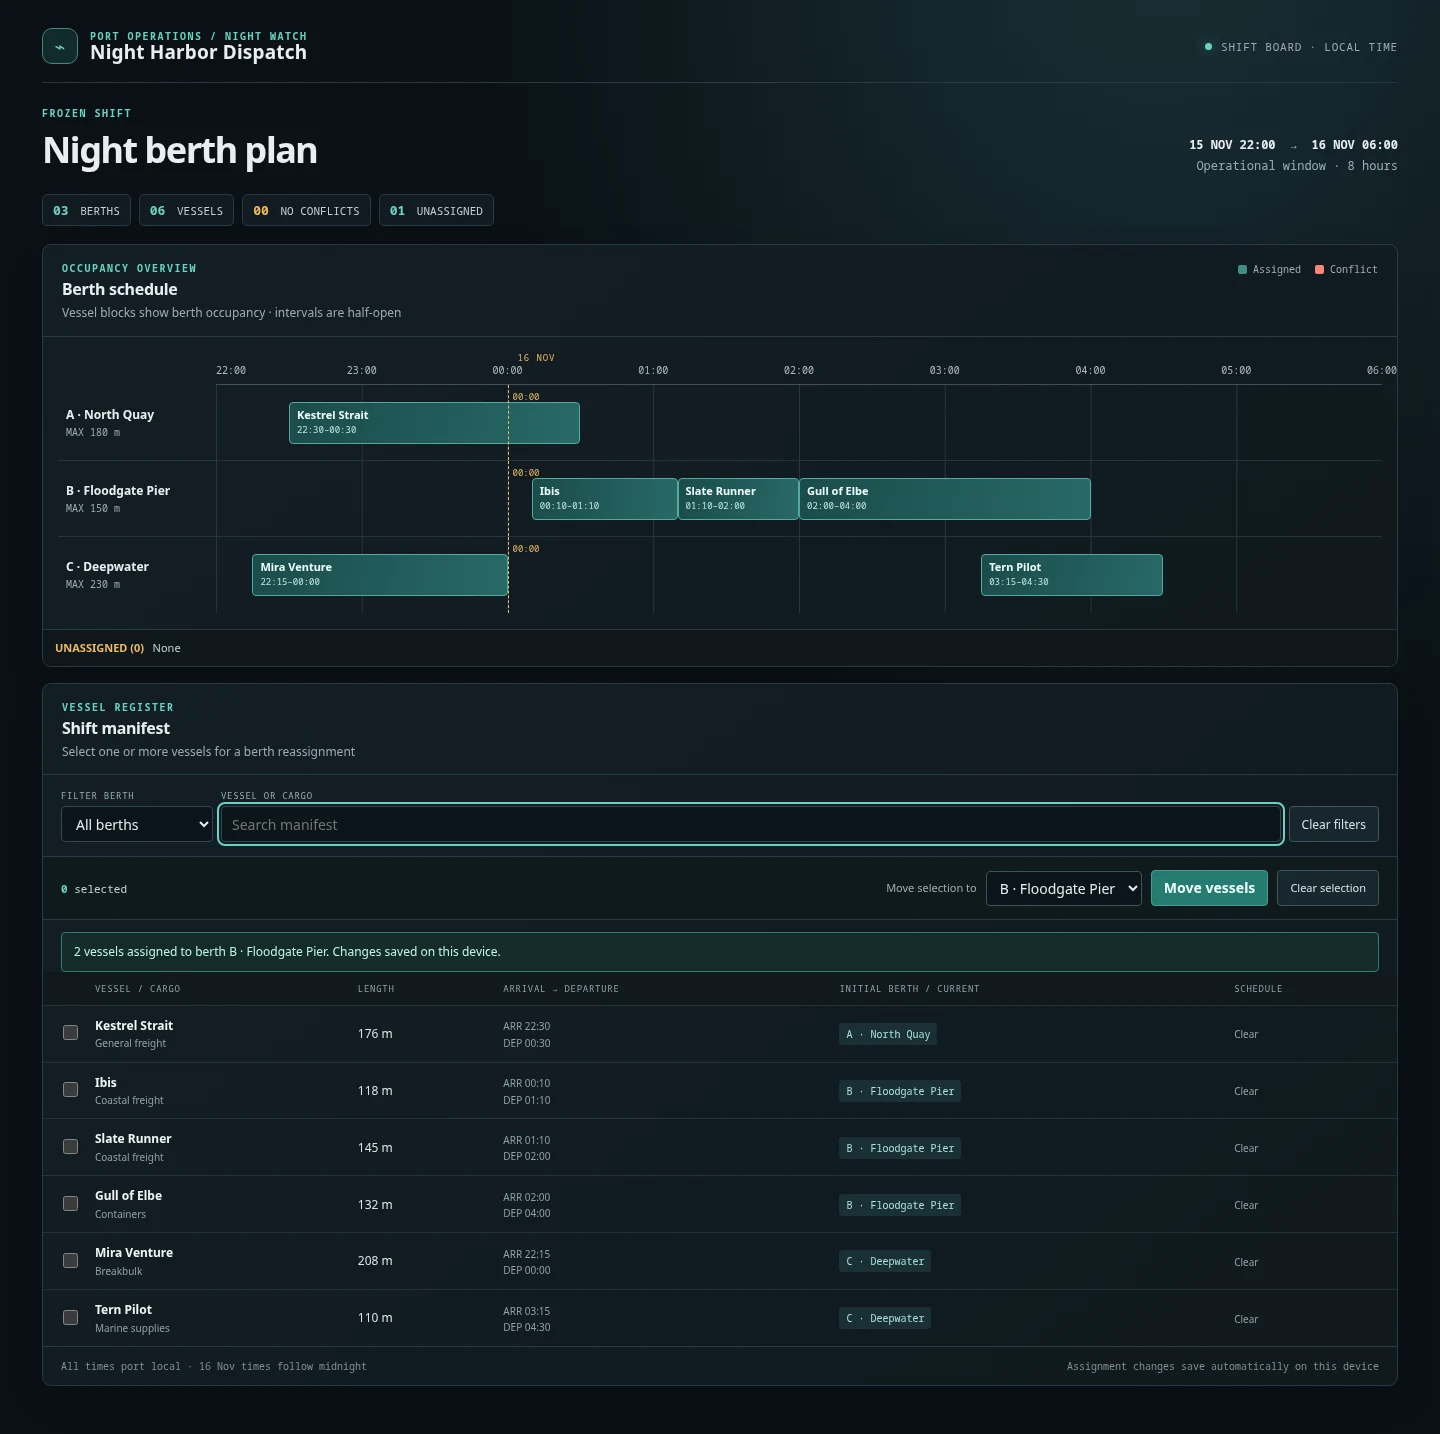 PORT OPERATIONS / NIGHT WATCH
Night Harbor Dispatch
SHIFT BOARD · LOCAL TIME
FROZEN SHIFT
Night berth plan
15 NOV 22:00 → 16 NOV 06:00
Operational window · 8 hours
03 BERTHS
06 VESSELS
00 NO CONFLICTS
01 UNASSIGNED
OCCUPANCY OVERVIEW
Berth schedule
Vessel blocks show berth occupancy · intervals are half-open
Assigned
Conflict
16 NOV
22:00 23:00 00:00 01:00 02:00 03:00 04:00 05:00 06:00
A · North Quay
MAX 180 m
00:00
Kestrel Strait
22:30–00:30
B · Floodgate Pier
MAX 150 m
00:00
Ibis
00:10–01:10
Slate Runner
01:10–02:00
Gull of Elbe
02:00–04:00
C · Deepwater
MAX 230 m
00:00
Mira Venture
22:15–00:00
Tern Pilot
03:15–04:30
UNASSIGNED (0) None
VESSEL REGISTER
Shift manifest
Select one or more vessels for a berth reassignment
FILTER BERTH
VESSEL OR CARGO
All berths
Search manifest
Clear filters
0 selected
Move selection to
B · Floodgate Pier
Move vessels
Clear selection
2 vessels assigned to berth B · Floodgate Pier. Changes saved on this device.
VESSEL / CARGO LENGTH ARRIVAL → DEPARTURE INITIAL BERTH / CURRENT SCHEDULE
Kestrel Strait
General freight
176 m
ARR 22:30
DEP 00:30
A · North Quay
Clear
Ibis
Coastal freight
118 m
ARR 00:10
DEP 01:10
B · Floodgate Pier
Clear
Slate Runner
Coastal freight
145 m
ARR 01:10
DEP 02:00
B · Floodgate Pier
Clear
Gull of Elbe
Containers
132 m
ARR 02:00
DEP 04:00
B · Floodgate Pier
Clear
Mira Venture
Breakbulk
208 m
ARR 22:15
DEP 00:00
C · Deepwater
Clear
Tern Pilot
Marine supplies
110 m
ARR 03:15
DEP 04:30
C · Deepwater
Clear
All times port local · 16 Nov times follow midnight
Assignment changes save automatically on this device